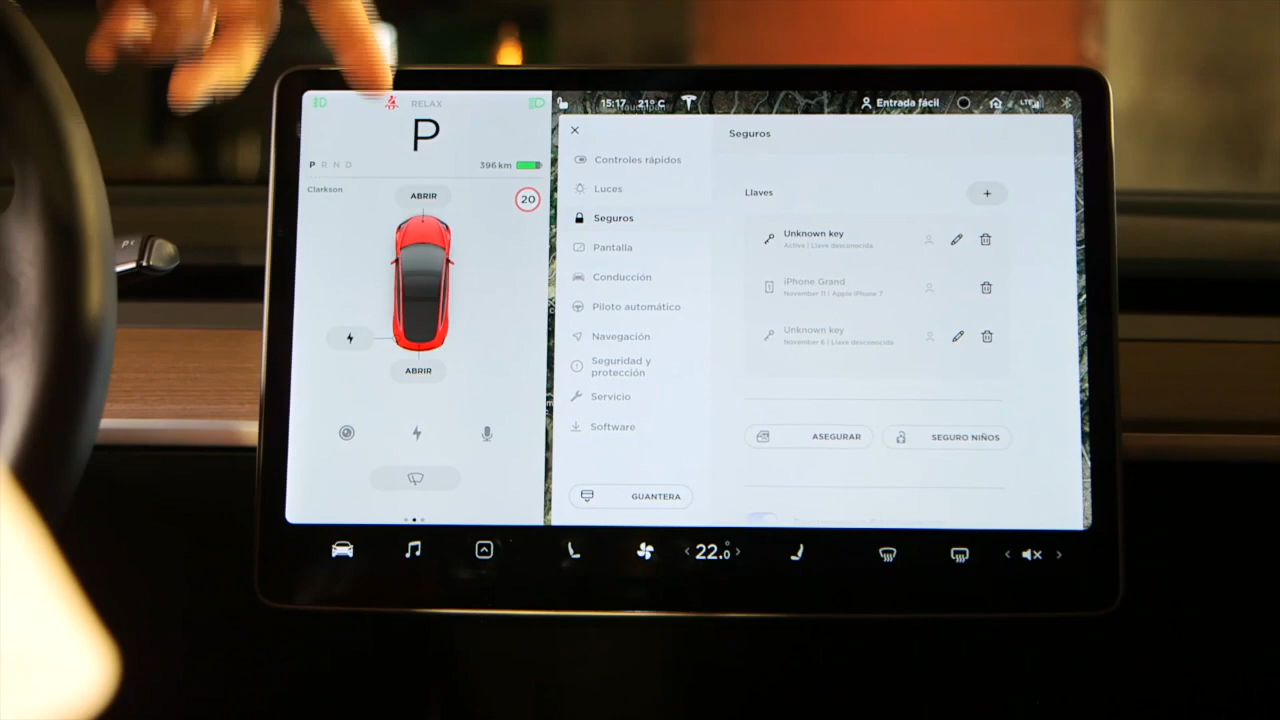 RELAX
P
P R N D
396 km
Clarkson
ABRIR
20
ABRIR
15:17 21° C
Entrada fácil
LTE
Controles rápidos
Luces
Seguros
Pantalla
Conducción
Piloto automático
Navegación
Seguridad y
protección
Servicio
Software
GUANTERA
Seguros
Llaves
+
Unknown key
Activa | Llave desconocida
iPhone Grand
November 11 | Apple iPhone 7
Unknown key
November 6 | Llave desconocida
ASEGURAR
SEGURO NIÑOS
22.0